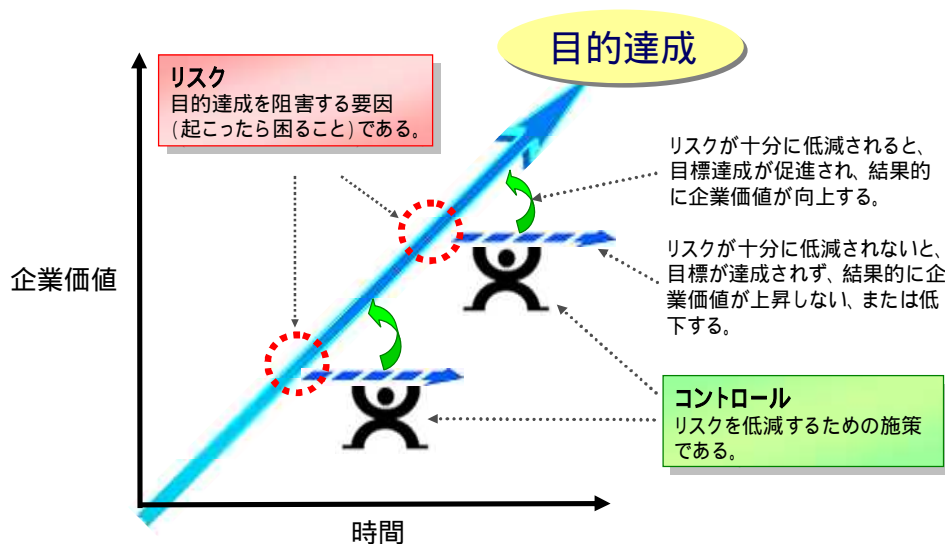 目的達成
リスク
目的達成を阻害する要因
(起こったら困ること)である。
リスクが十分に低減されると、
目標達成が促進され、結果的
に企業価値が向上する。
リスクが十分に低減されないと、
目標が達成されず、結果的に企
業価値が上昇しない、または低
下する。
企業価値
コントロール
リスクを低減するための施策
である。
時間